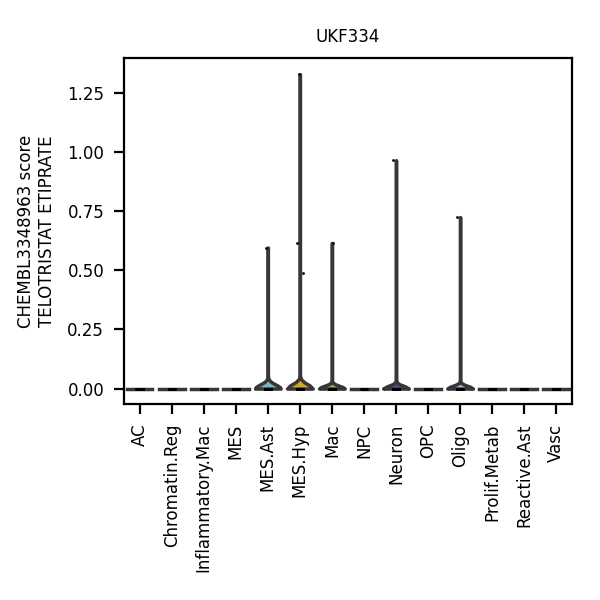 UKF334
CHEMBL3348963 score
TELOTRISTAT ETIPRATE
1.25
1.00
0.75
0.50
0.25
0.00
AC
Chromatin.Reg
Inflammatory.Mac
MES
MES.Ast
MES.Hyp
Mac
NPC
Neuron
OPC
Oligo
Prolif.Metab
Reactive.Ast
Vasc